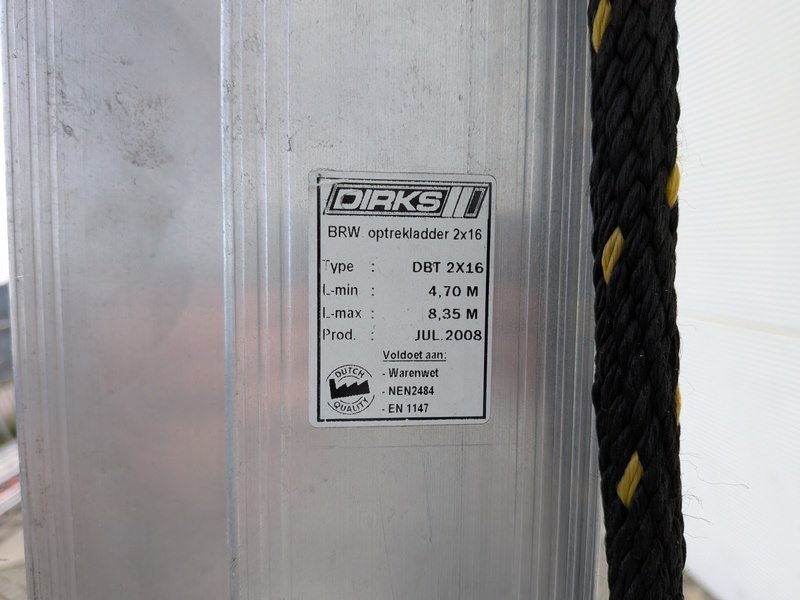 DIRKS
BRW. optrekladder 2x16
Type : DBT 2X16
L-min : 4,70 M
L-max : 8,35 M
Prod. : JUL.2008
Voldoet aan:
- Warenwet
- NEN2484
- EN 1147
DUTCH
QUALITY